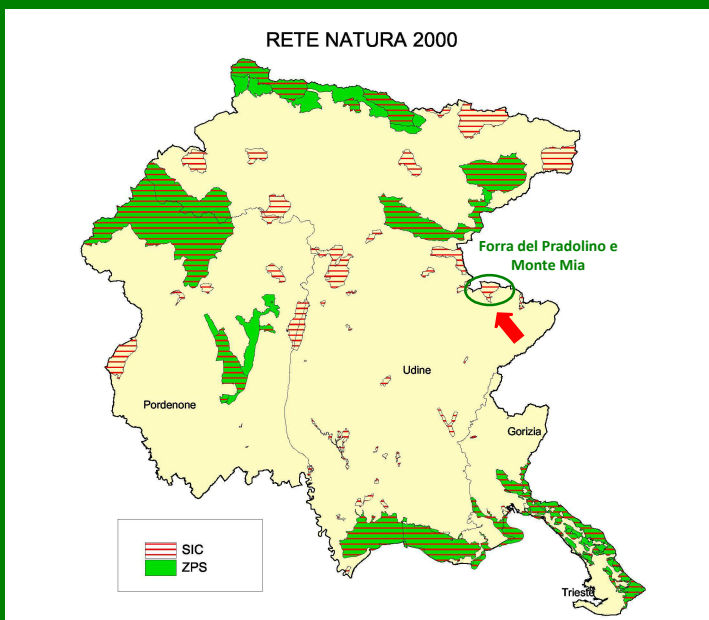 RETE NATURA 2000
Forra del Pradolino e
Monte Mia
Udine
Pordenone
Gorizia
SIC
ZPS
Trieste